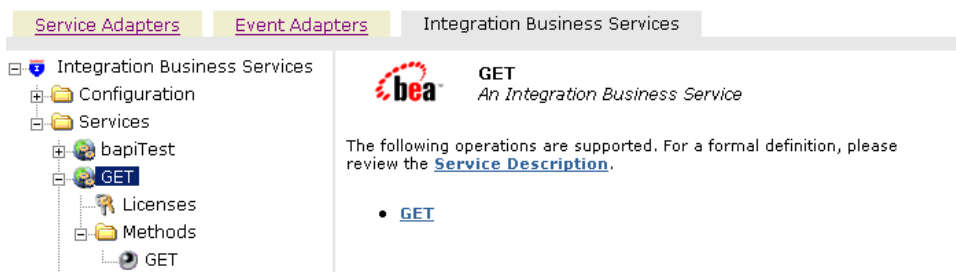 Service Adapters Event Adapters Integration Business Services
Integration Business Services
Configuration
Services
bapiTest
GET
Licenses
Methods
GET
bea
GET
An Integration Business Service
The following operations are supported. For a formal definition, please
review the Service Description.
GET